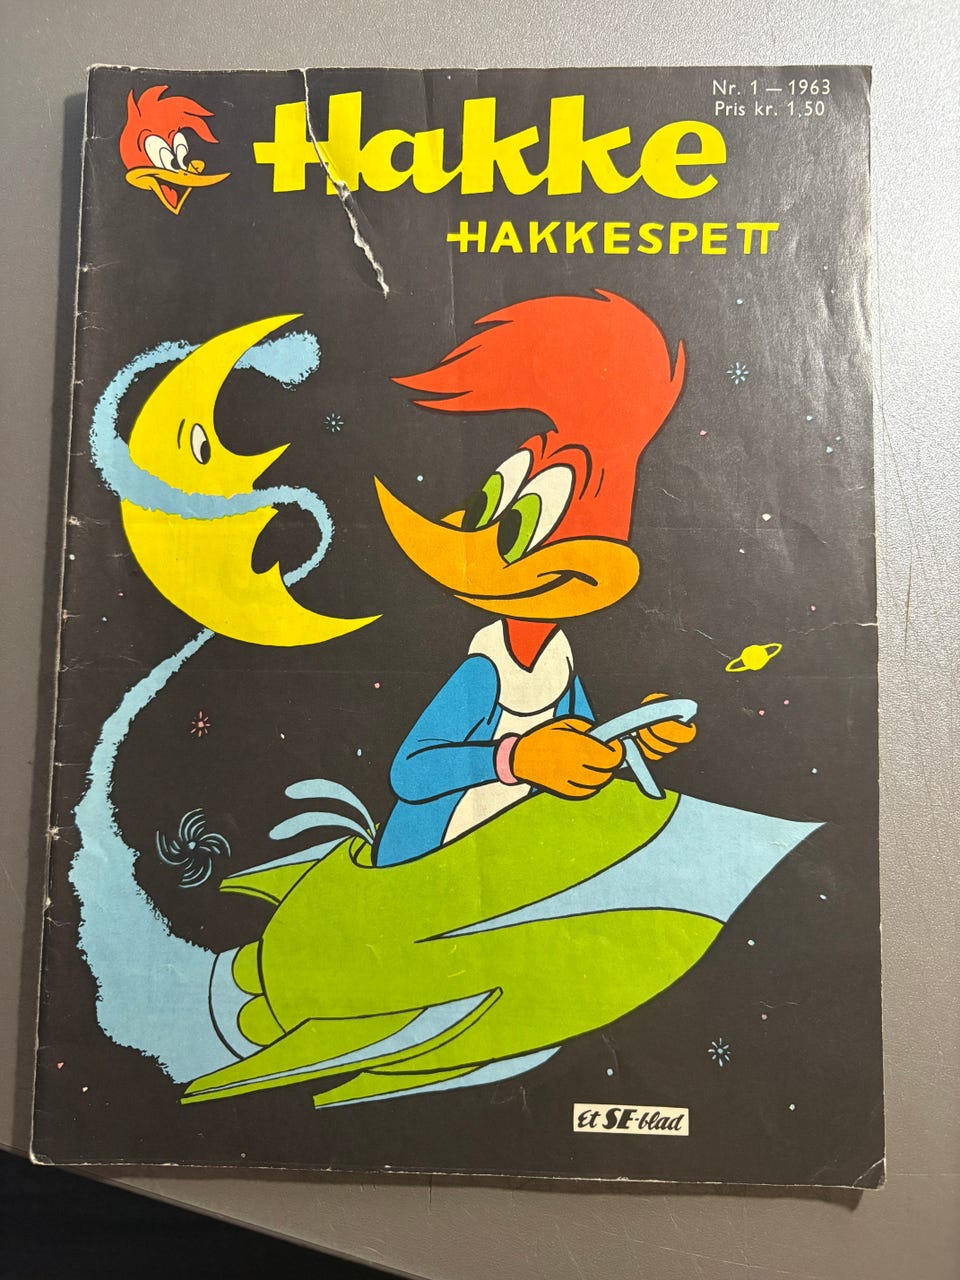 Nr. 1 — 1963
Pris kr. 1,50
Hakke
HAKKESPETT
Et SE-blad